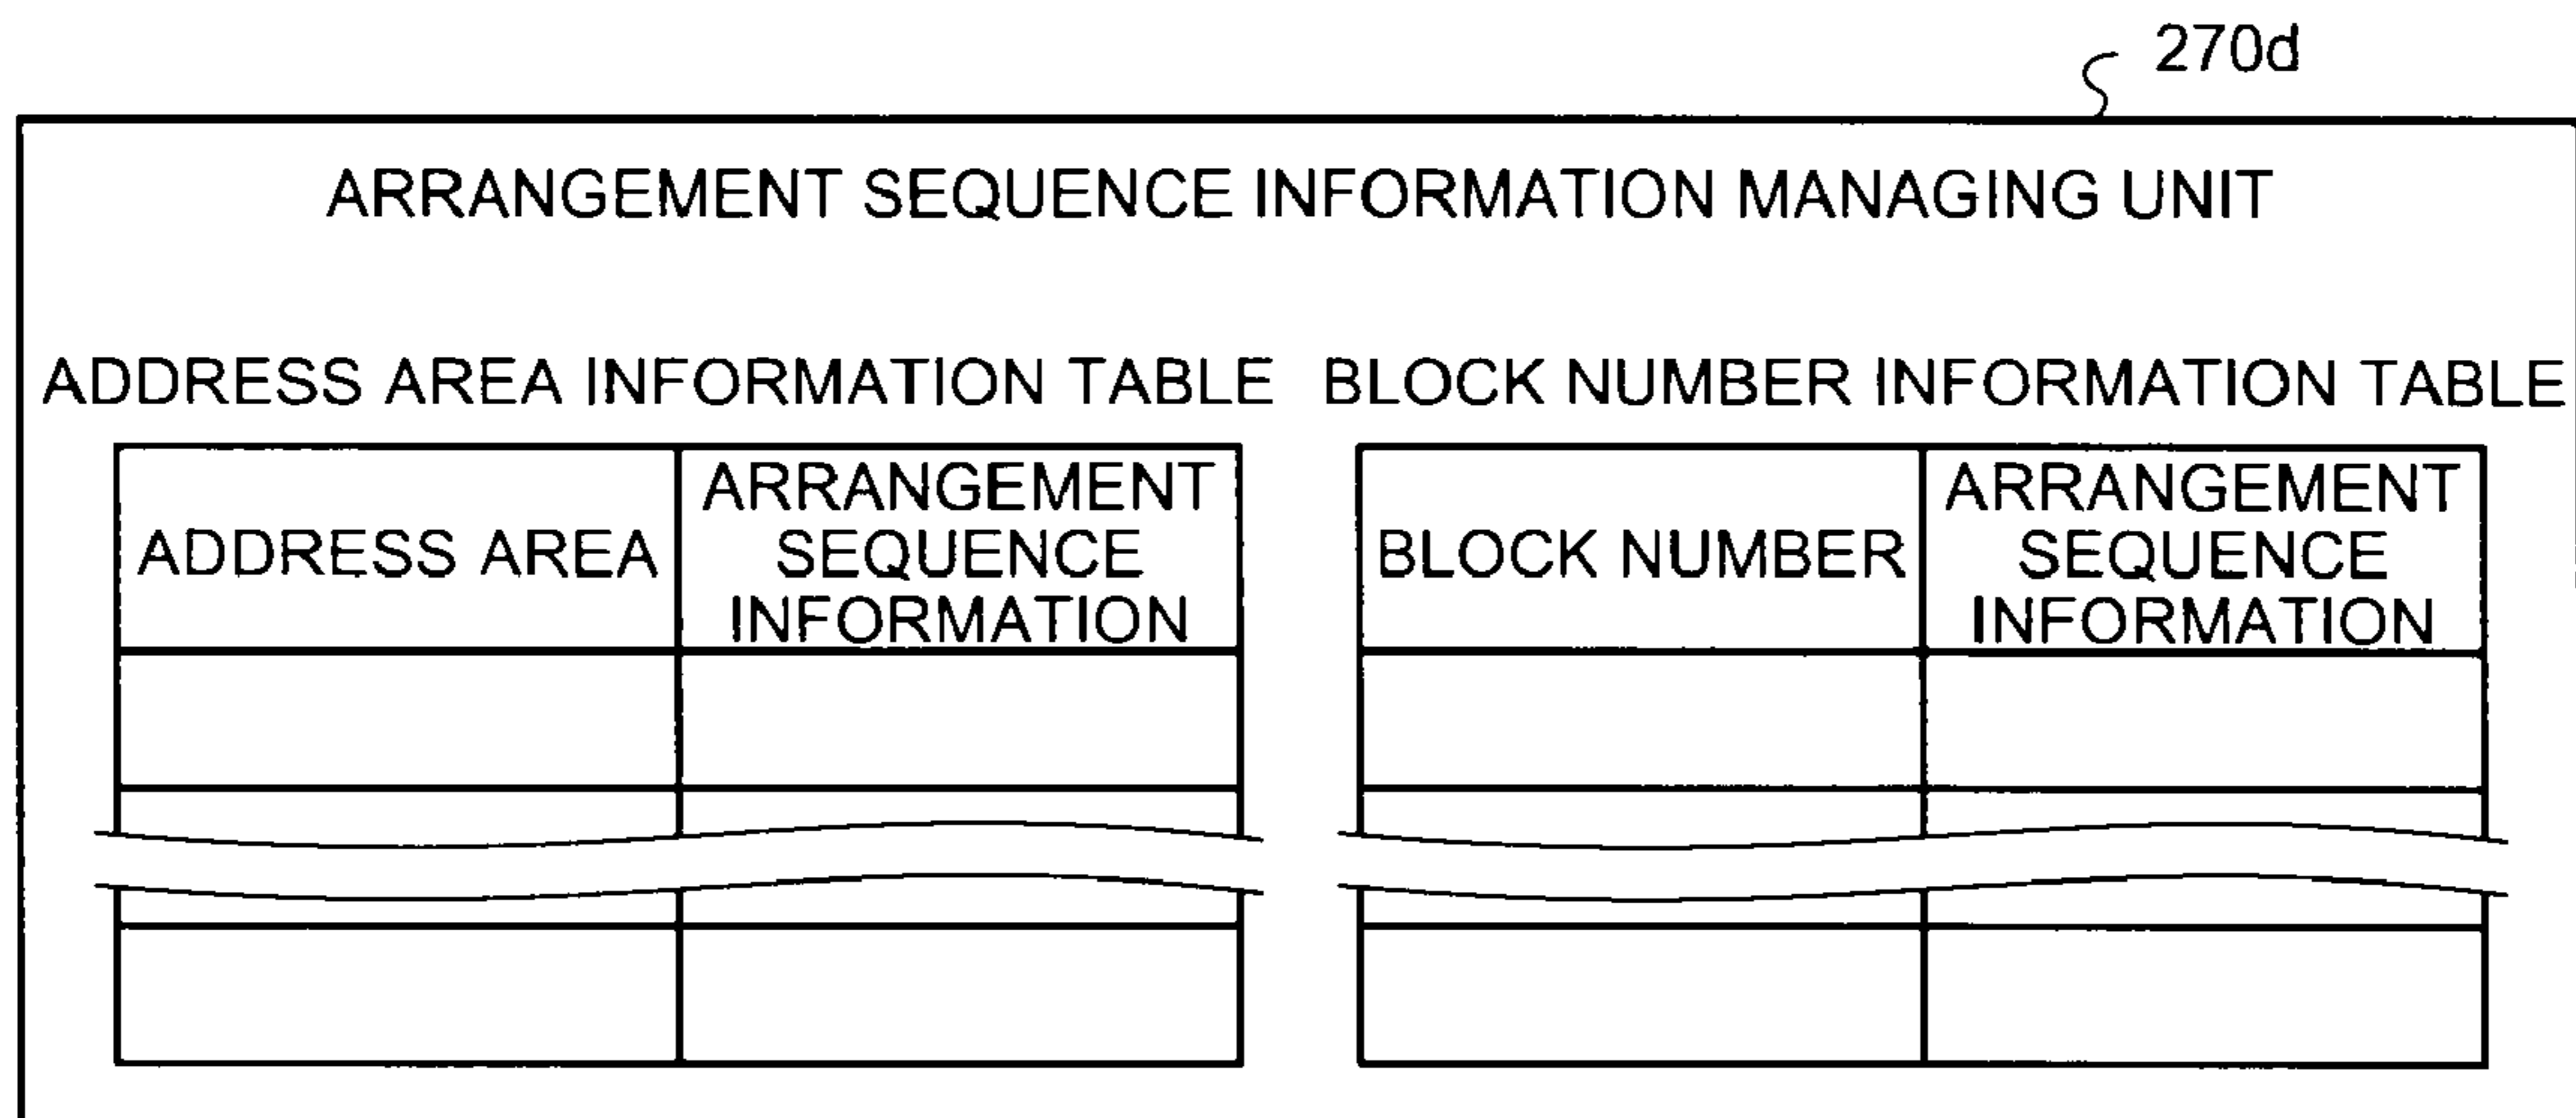 270d
ARRANGEMENT SEQUENCE INFORMATION MANAGING UNIT
ADDRESS AREA INFORMATION TABLE
ADDRESS AREA
ARRANGEMENT
SEQUENCE
INFORMATION
BLOCK NUMBER INFORMATION TABLE
BLOCK NUMBER
ARRANGEMENT
SEQUENCE
INFORMATION